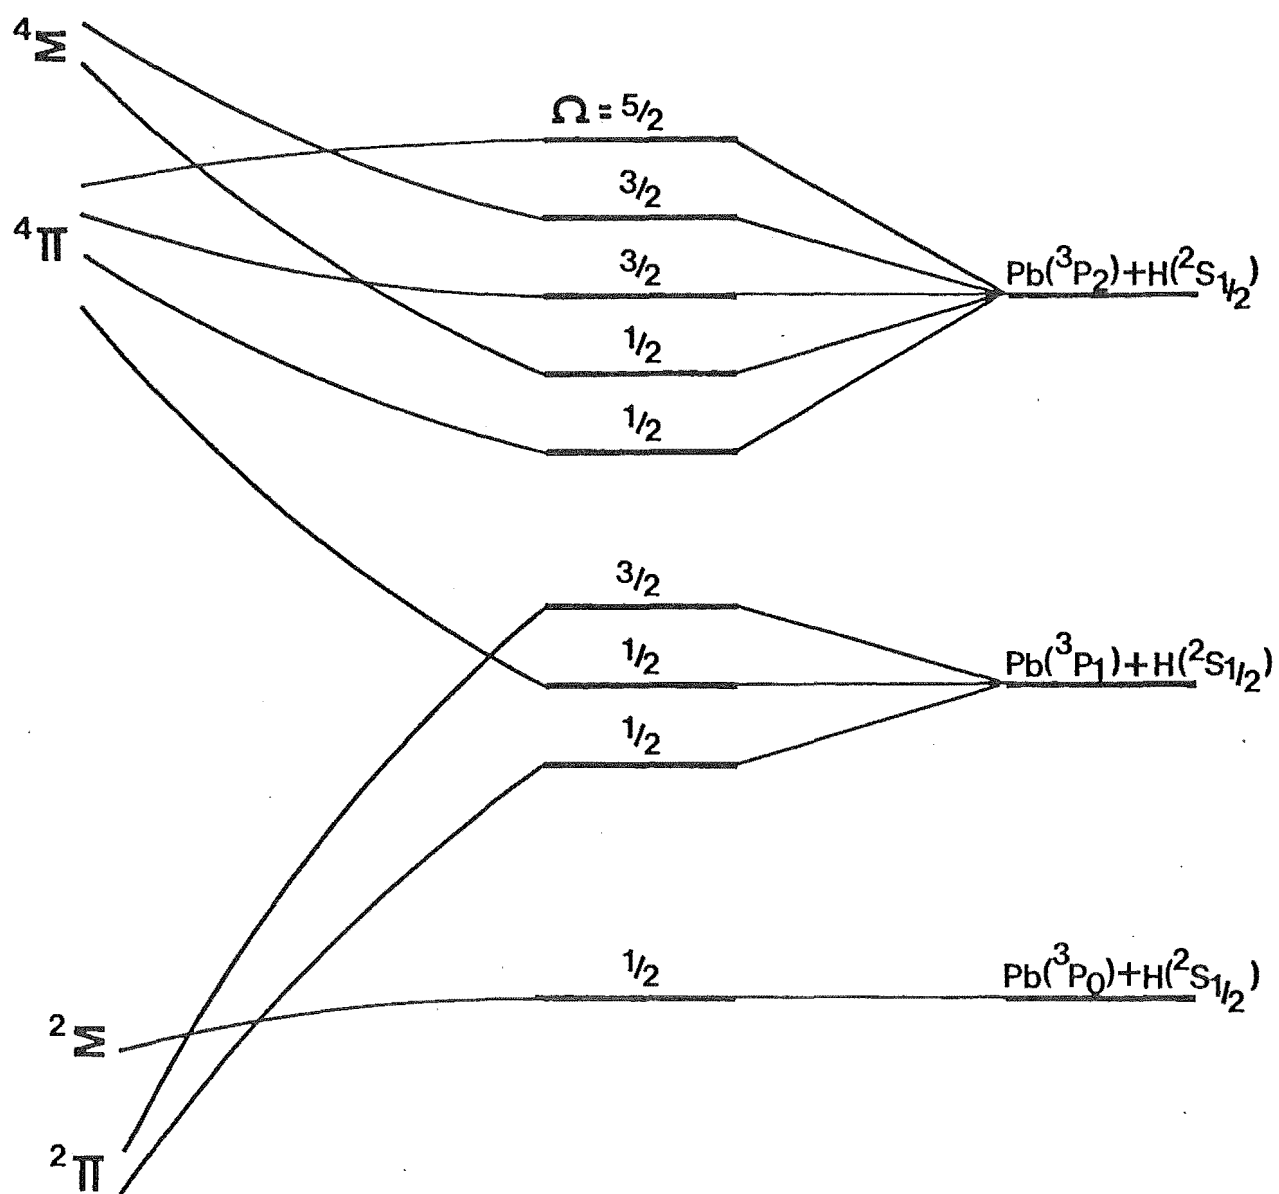 ⁴Σ
Ω = 5/2
3/2
⁴Π
3/2
Pb(³P₂)+H(²S₁/₂)
1/2
1/2
3/2
1/2
Pb(³P₁)+H(²S₁/₂)
1/2
1/2
Pb(³P₀)+H(²S₁/₂)
²Σ
²Π